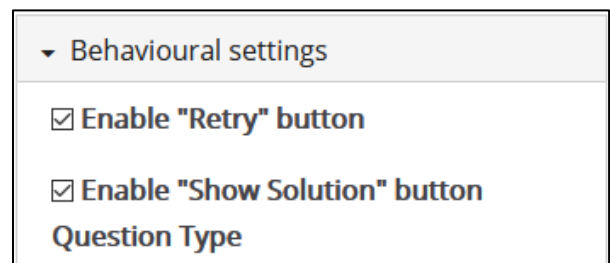 Behavioural settings
Enable "Retry" button
Enable "Show Solution" button
Question Type